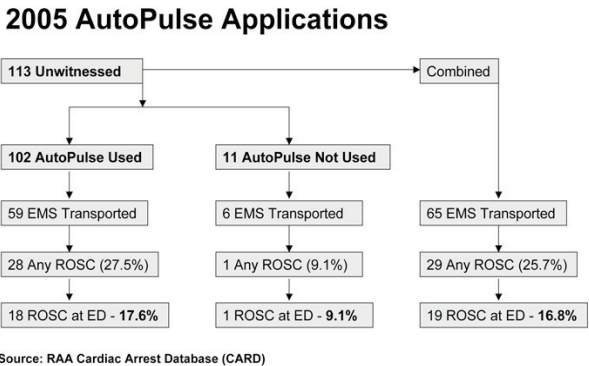 2005 AutoPulse Applications
113 Unwitnessed
Combined
102 AutoPulse Used
11 AutoPulse Not Used
59 EMS Transported
6 EMS Transported
65 EMS Transported
28 Any ROSC (27.5%)
1 Any ROSC (9.1%)
29 Any ROSC (25.7%)
18 ROSC at ED - 17.6%
1 ROSC at ED - 9.1%
19 ROSC at ED - 16.8%
Source: RAA Cardiac Arrest Database (CARD)